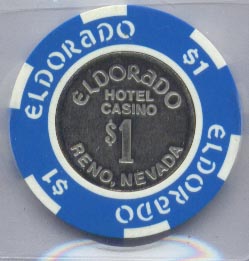 ELDORADO
$1
ELDORADO
$1
ELDORADO
HOTEL
CASINO
$1
RENO, NEVADA